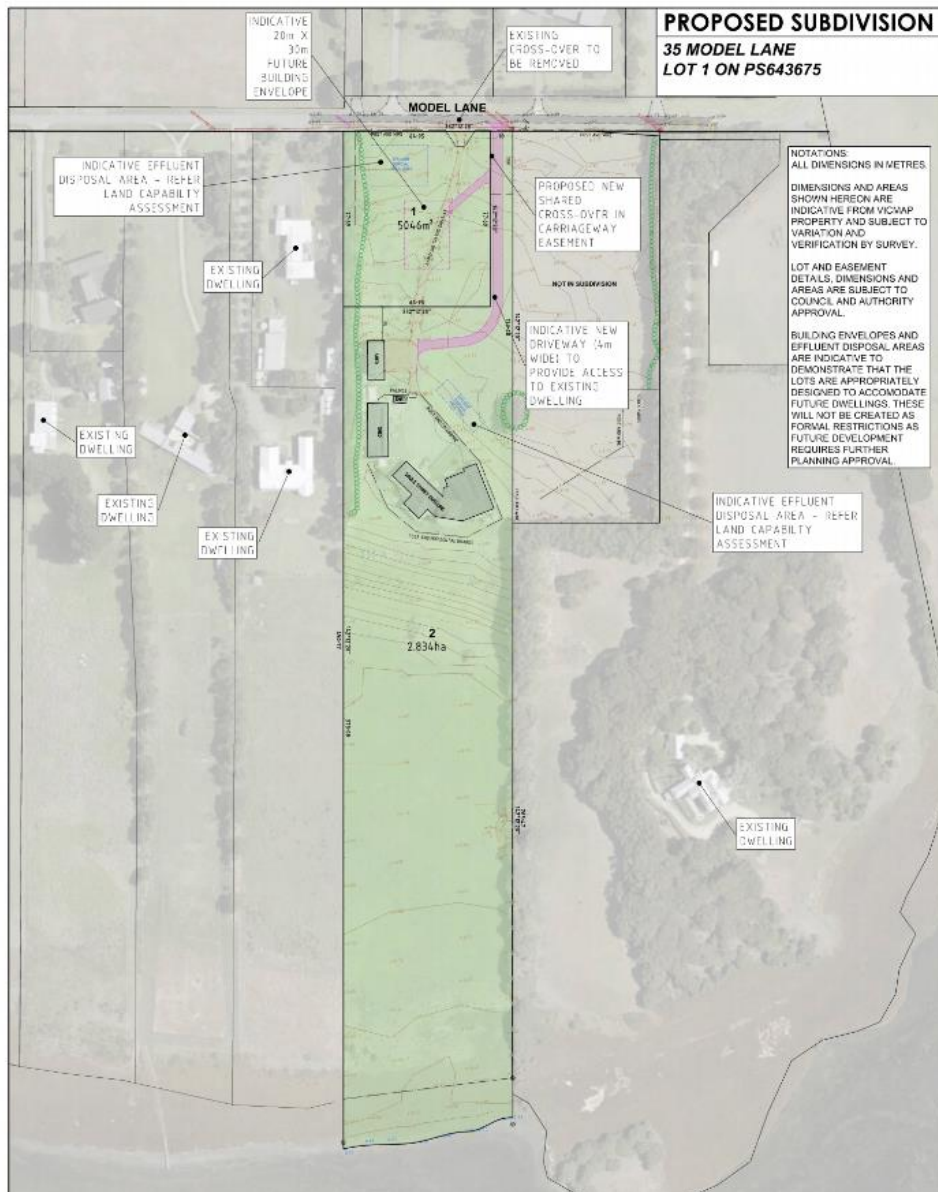 PROPOSED SUBDIVISION
35 MODEL LANE
LOT 1 ON PS643675
INDICATIVE
20m X
30m
FUTURE
BUILDING
ENVELOPE
EXISTING
CROSS-OVER TO
BE REMOVED
MODEL LANE
INDICATIVE EFFLUENT
DISPOSAL AREA - REFER
LAND CAPABILTY
ASSESSMENT
1
5046m²
PROPOSED NEW
SHARED
CROSS-OVER IN
CARRIAGEWAY
EASEMENT
NOTATIONS:
ALL DIMENSIONS IN METRES.
DIMENSIONS AND AREAS
SHOWN HEREON ARE
INDICATIVE FROM VICMAP
PROPERTY AND SUBJECT TO
VARIATION AND
VERIFICATION BY SURVEY.
LOT AND EASEMENT
DETAILS, DIMENSIONS AND
AREAS ARE SUBJECT TO
COUNCIL AND AUTHORITY
APPROVAL.
BUILDING ENVELOPES AND
EFFLUENT DISPOSAL AREAS
ARE INDICATIVE TO
DEMONSTRATE THAT THE
LOTS ARE APPROPRIATELY
DESIGNED TO ACCOMODATE
FUTURE DWELLINGS. THESE
WILL NOT BE CREATED AS
FORMAL RESTRICTIONS AS
FUTURE DEVELOPMENT
REQUIRES FURTHER
PLANNING APPROVAL.
EXISTING
DWELLING
NOT IN SUBDIVISION
INDICATIVE NEW
DRIVEWAY (4m
WIDE) TO
PROVIDE ACCESS
TO EXISTING
DWELLING
EXISTING
DWELLING
EXISTING
DWELLING
EXISTING
DWELLING
INDICATIVE EFFLUENT
DISPOSAL AREA - REFER
LAND CAPABILTY
ASSESSMENT
2
2.834ha
EXISTING
DWELLING